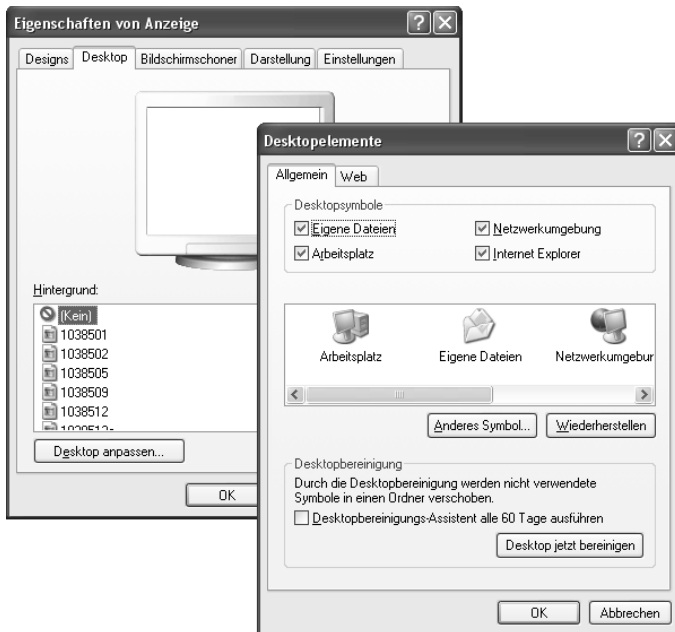 Eigenschaften von Anzeige
Designs Desktop Bildschirmschoner Darstellung Einstellungen
Hintergrund:
(Kein)
1038501
1038502
1038505
1038509
1038512
Desktop anpassen...
OK
Desktopelemente
Allgemein Web
Desktopsymbole
Eigene Dateien Netzwerkumgebung
Arbeitsplatz Internet Explorer
Arbeitsplatz Eigene Dateien Netzwerkumgebur
Anderes Symbol... Wiederherstellen
Desktopbereinigung
Durch die Desktopbereinigung werden nicht verwendete
Symbole in einen Ordner verschoben.
Desktopbereinigungs-Assistent alle 60 Tage ausführen
Desktop jetzt bereinigen
OK Abbrechen